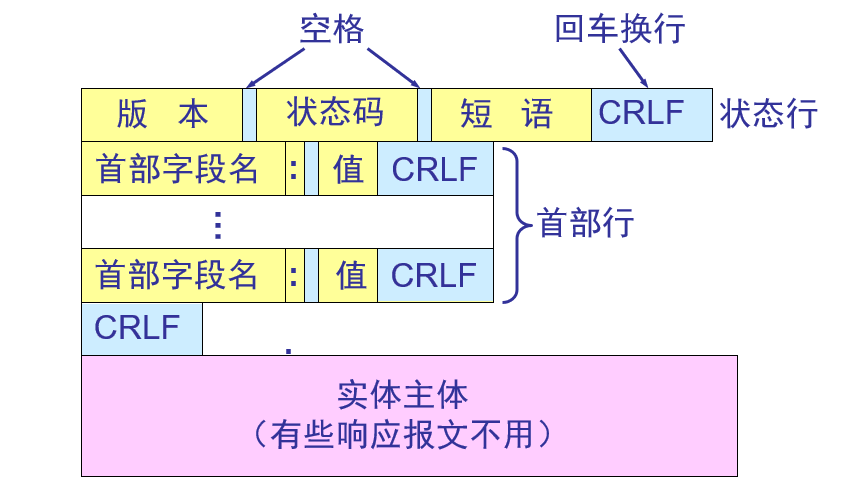 空格 回车换行
版 本 状态码 短 语 CRLF 状态行
首部字段名 : 值 CRLF
⋮ 首部行
首部字段名 : 值 CRLF
CRLF
实体主体
（有些响应报文不用）